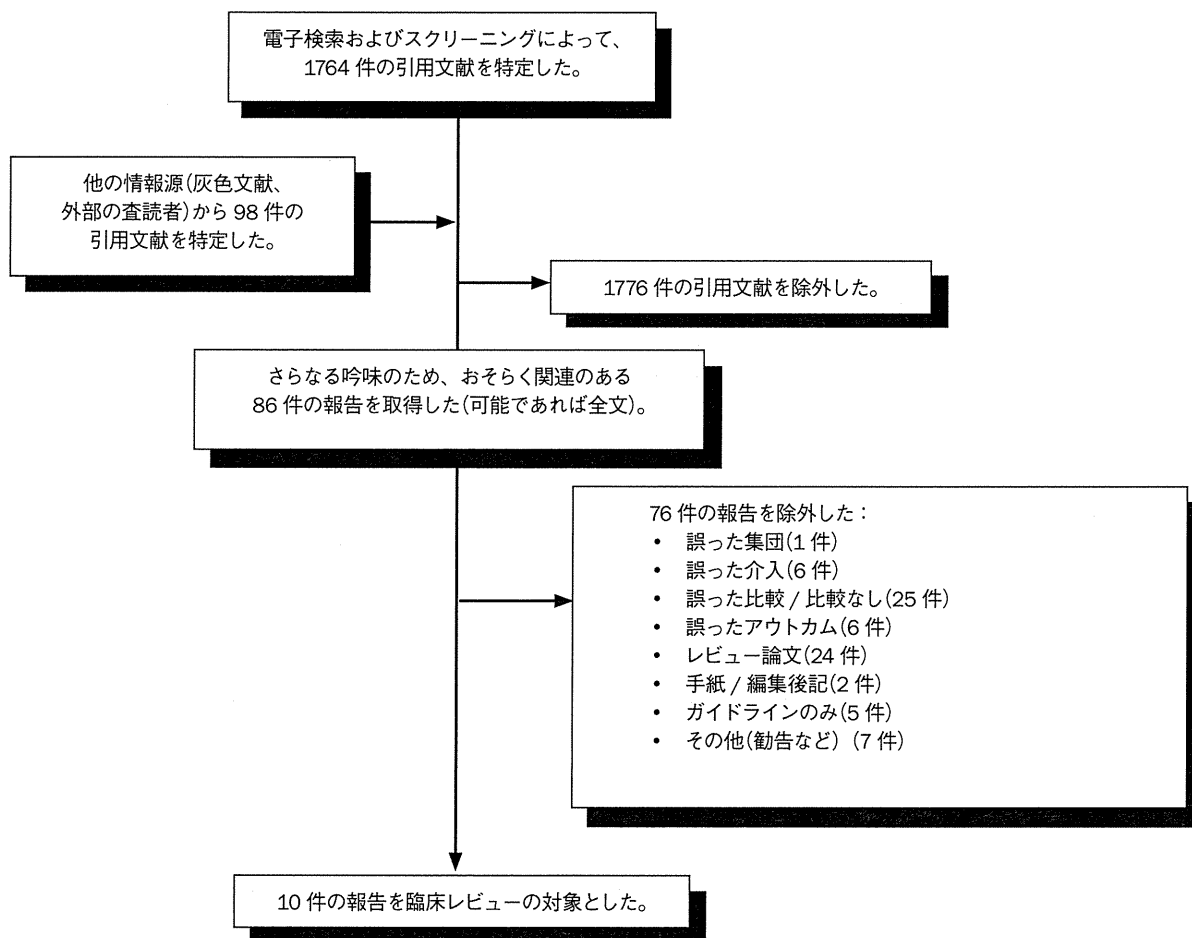 電子検索およびスクリーニングによって、
1764 件の引用文献を特定した。
他の情報源(灰色文献、
外部の査読者)から 98 件の
引用文献を特定した。
1776 件の引用文献を除外した。
さらなる吟味のため、おそらく関連のある
86 件の報告を取得した(可能であれば全文)。
76 件の報告を除外した：
• 誤った集団(1 件)
• 誤った介入(6 件)
• 誤った比較 / 比較なし(25 件)
• 誤ったアウトカム(6 件)
• レビュー論文(24 件)
• 手紙 / 編集後記(2 件)
• ガイドラインのみ(5 件)
• その他(勧告など) (7 件)
10 件の報告を臨床レビューの対象とした。